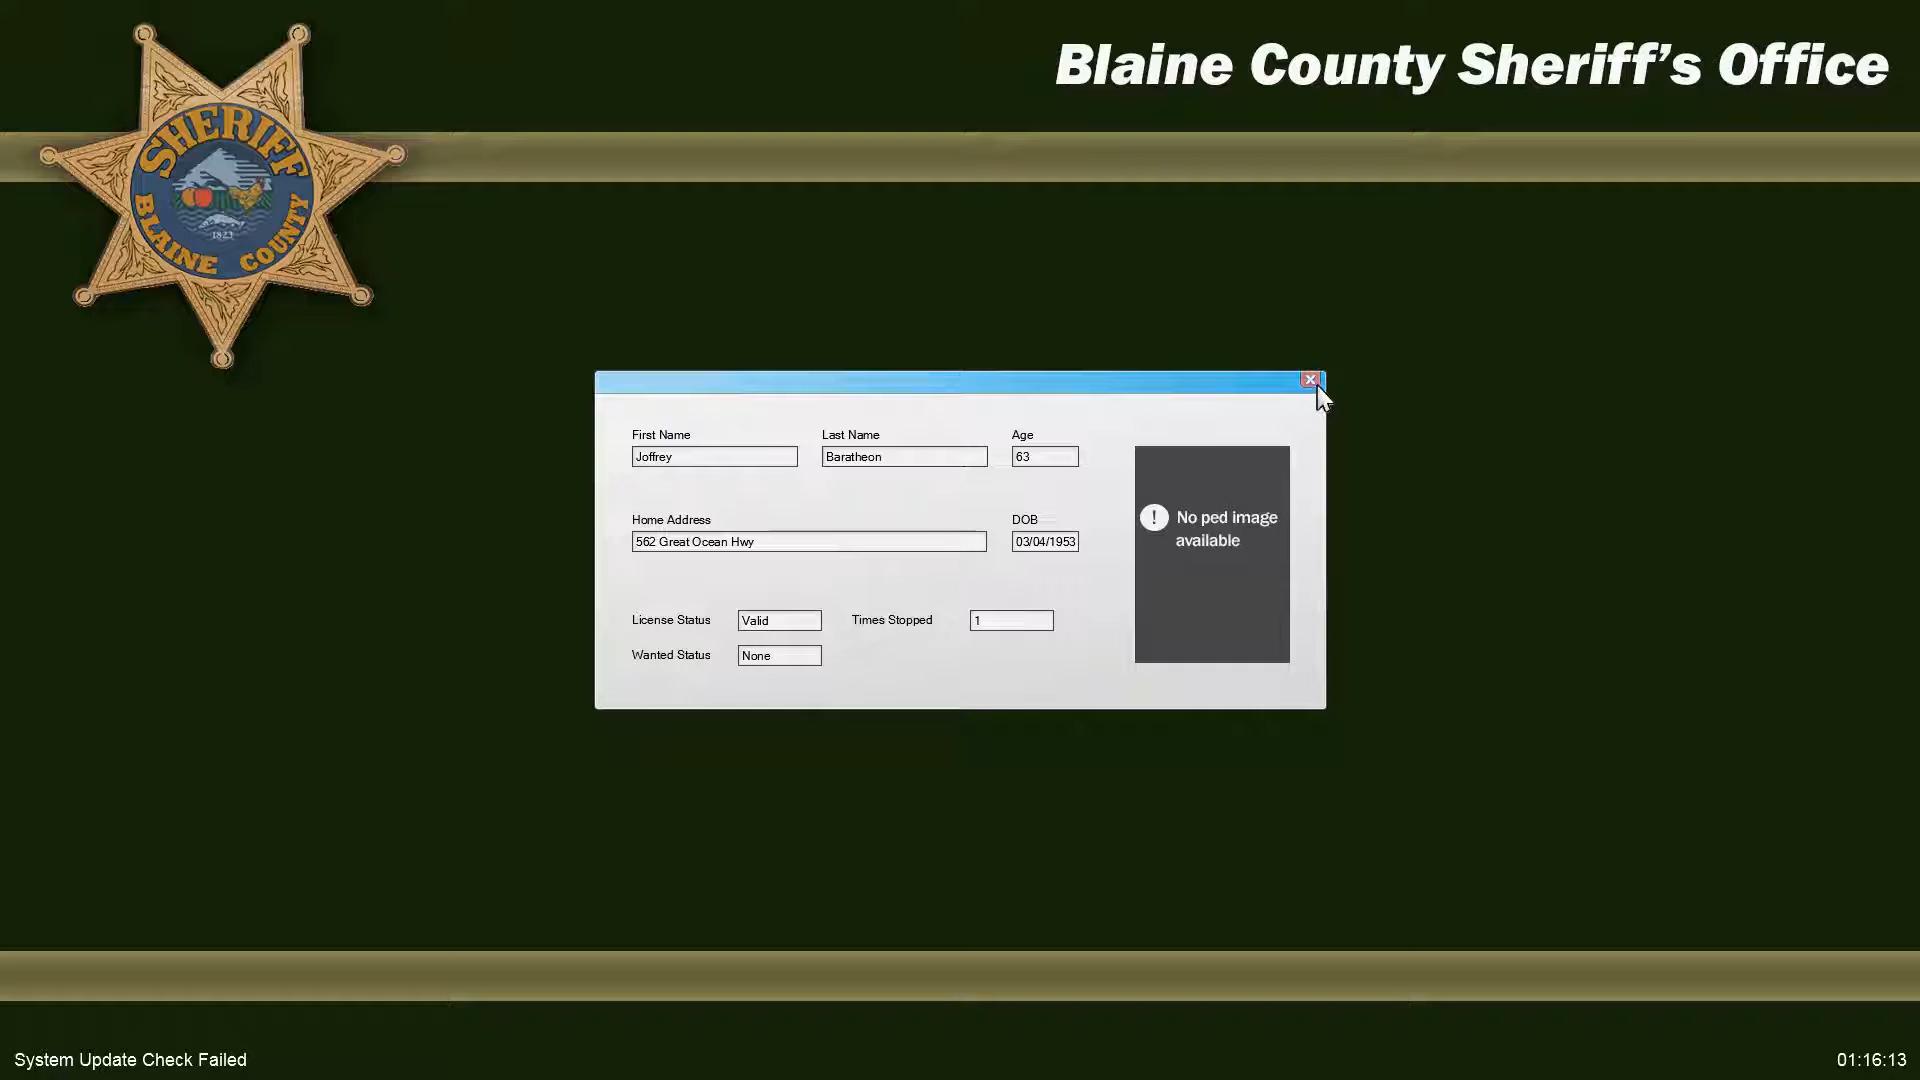 Blaine County Sheriff's Office
SHERIFF
1823
BLAINE COUNTY
First Name
Last Name
Age
Joffrey
Baratheon
63
Home Address
DOB
562 Great Ocean Hwy
03/04/1953
! No ped image
available
License Status
Valid
Times Stopped
1
Wanted Status
None
System Update Check Failed
01:16:13